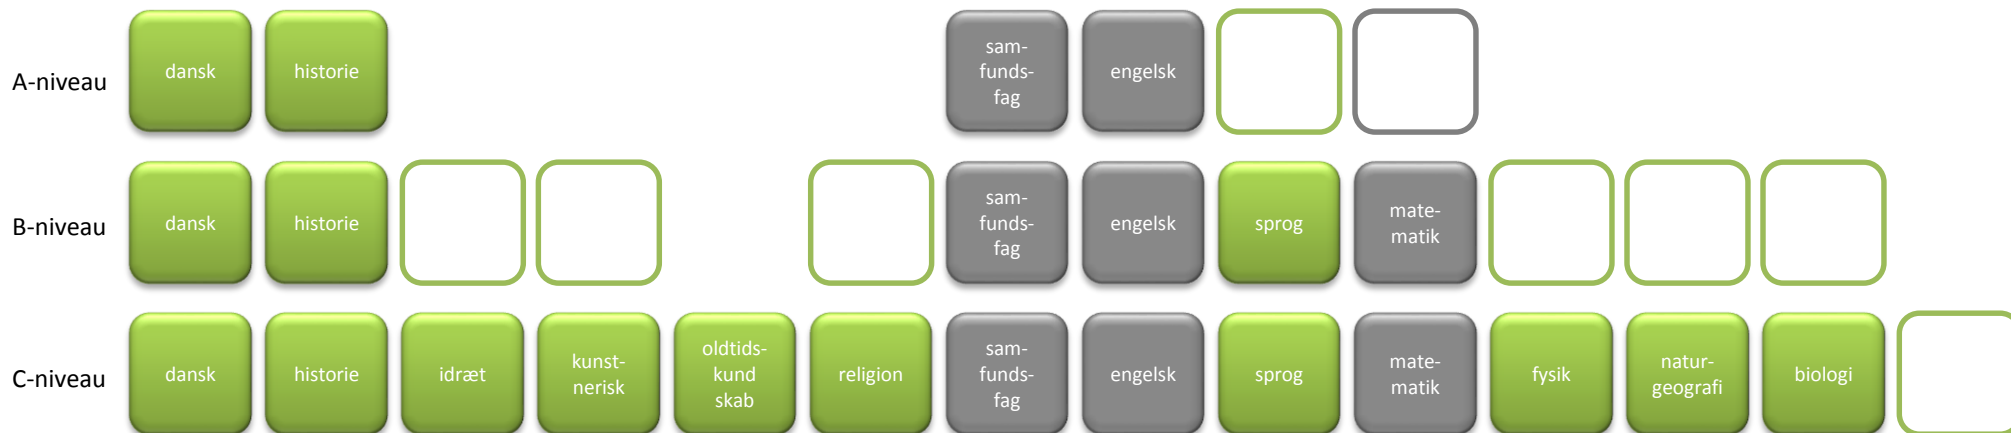 A-niveau
dansk
historie
sam-
funds-
fag
engelsk
B-niveau
dansk
historie
sam-
funds-
fag
engelsk
sprog
mate-
matik
C-niveau
dansk
historie
idræt
kunst-
nerisk
oldtids-
kund
skab
religion
sam-
funds-
fag
engelsk
sprog
mate-
matik
fysik
natur-
geografi
biologi